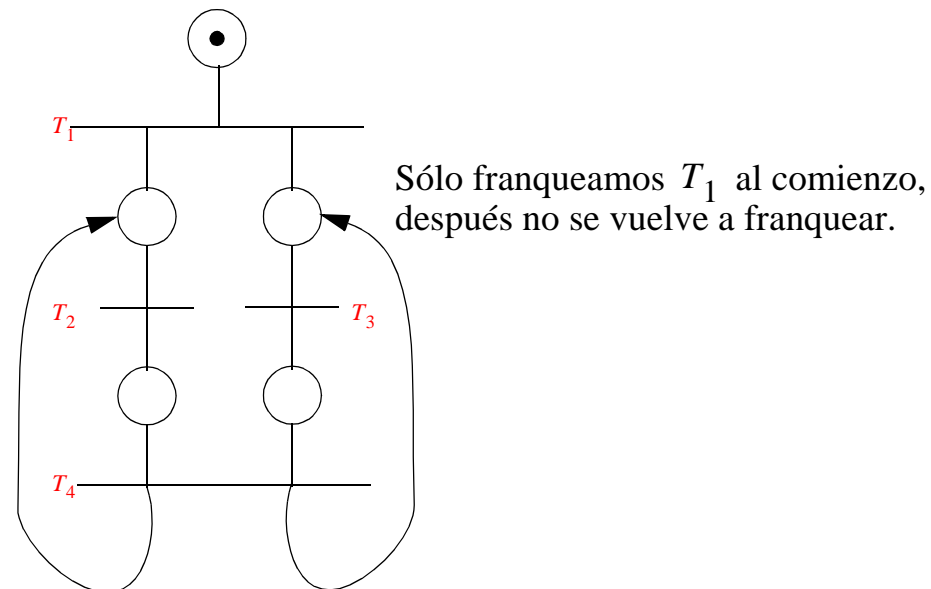 T1
Sólo franqueamos T1 al comienzo,
después no se vuelve a franquear.
T2
T3
T4